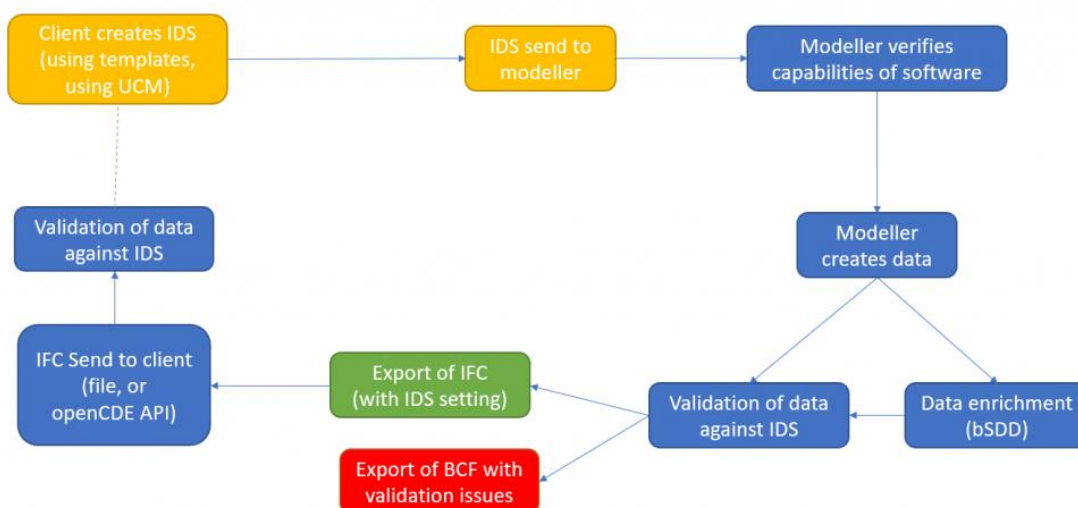 Client creates IDS
(using templates,
using UCM)
IDS send to
modeller
Modeller verifies
capabilities of software
Validation of data
against IDS
Modeller
creates data
IFC Send to client
(file, or
openCDE API)
Export of IFC
(with IDS setting)
Validation of data
against IDS
Data enrichment
(bSDD)
Export of BCF with
validation issues